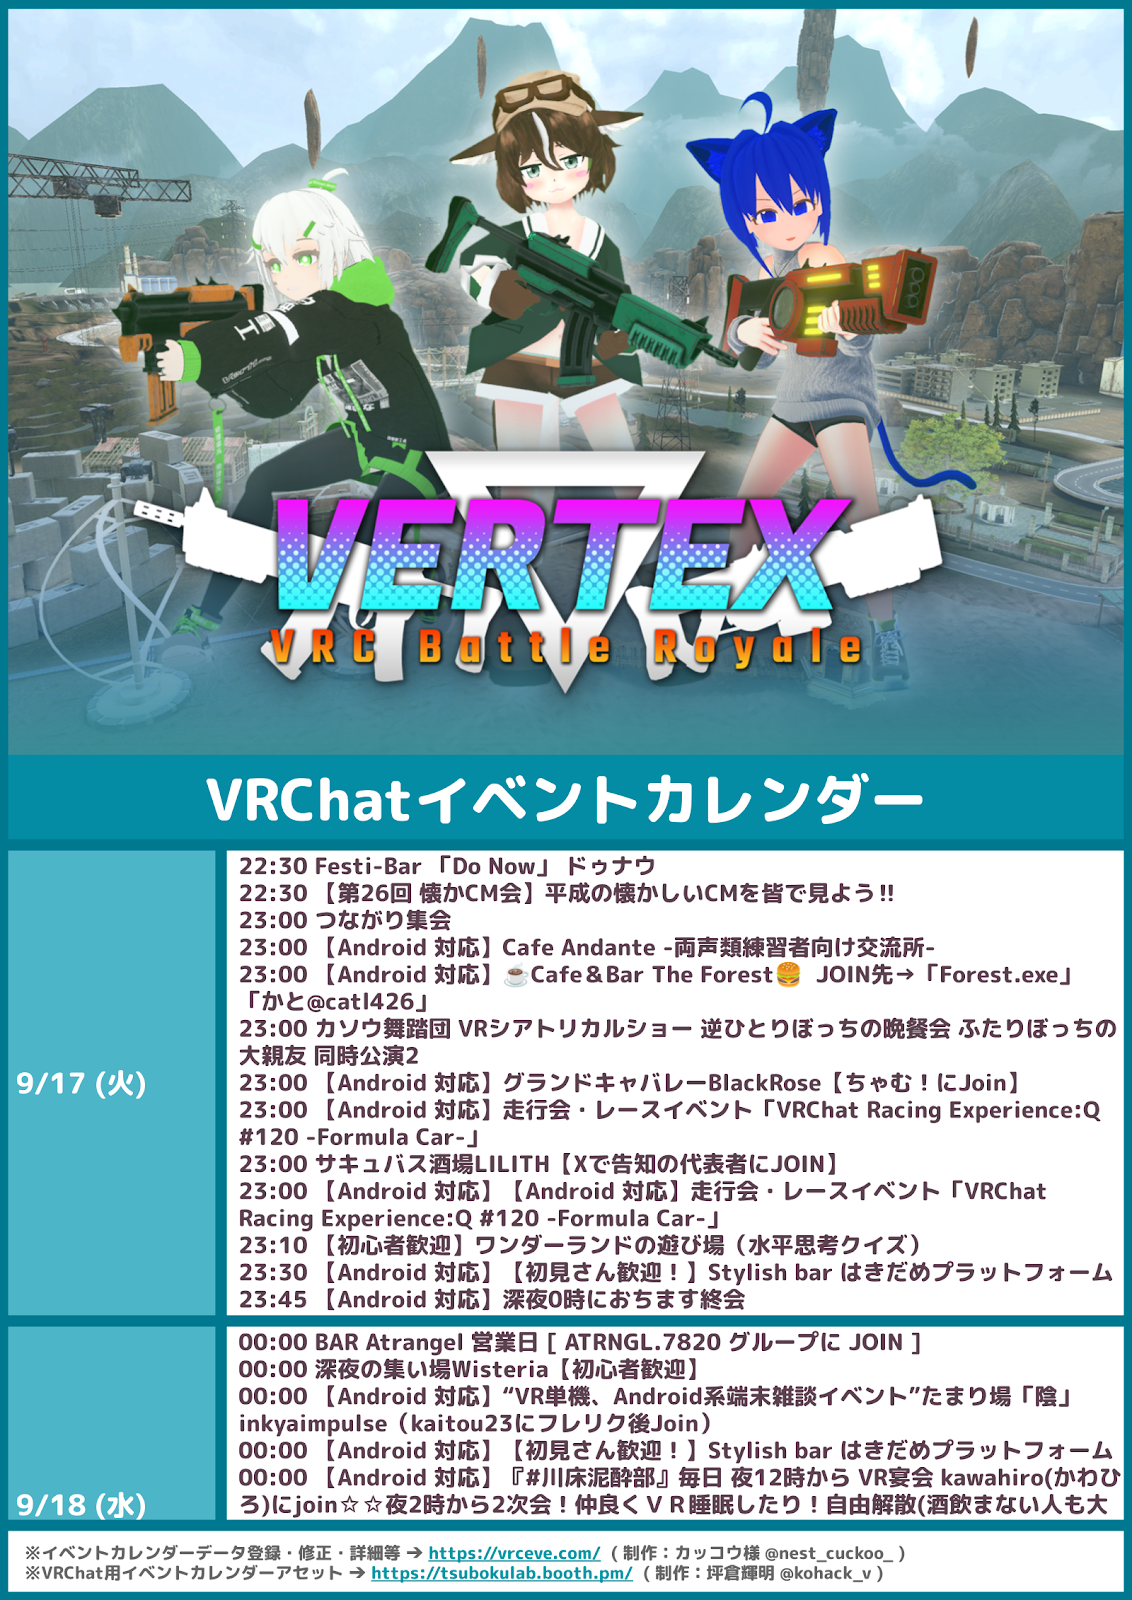 VERTEX
VRC Battle Royale
VRChatイベントカレンダー
9/17 (火)
22:30 Festi-Bar 「Do Now」 ドゥナウ
22:30 【第26回 懐かCM会】平成の懐かしいCMを皆で見よう!!
23:00 つながり集会
23:00 【Android 対応】Cafe Andante -両声類練習者向け交流所-
23:00 【Android 対応】☕Cafe＆Bar The Forest🍔 JOIN先→「Forest.exe」
「かと@catl426」
23:00 カソウ舞踏団 VRシアトリカルショー 逆ひとりぼっちの晩餐会 ふたりぼっちの
大親友 同時公演2
23:00 【Android 対応】グランドキャバレーBlackRose【ちゃむ！にJoin】
23:00 【Android 対応】走行会・レースイベント「VRChat Racing Experience:Q
#120 -Formula Car-」
23:00 サキュバス酒場LILITH【Xで告知の代表者にJOIN】
23:00 【Android 対応】【Android 対応】走行会・レースイベント「VRChat
Racing Experience:Q #120 -Formula Car-」
23:10 【初心者歓迎】ワンダーランドの遊び場（水平思考クイズ）
23:30 【Android 対応】【初見さん歓迎！】Stylish bar はきだめプラットフォーム
23:45 【Android 対応】深夜0時におちます終会
9/18 (水)
00:00 BAR Atrangel 営業日 [ ATRNGL.7820 グループに JOIN ]
00:00 深夜の集い場Wisteria【初心者歓迎】
00:00 【Android 対応】“VR単機、Android系端末雑談イベント”たまり場「陰」
inkyaimpulse（kaitou23にフレリク後Join）
00:00 【Android 対応】【初見さん歓迎！】Stylish bar はきだめプラットフォーム
00:00 【Android 対応】『#川床泥酔部』毎日 夜12時から VR宴会 kawahiro(かわひ
ろ)にjoin☆☆夜2時から2次会！仲良くＶＲ睡眠したり！自由解散(酒飲まない人も大
※イベントカレンダーデータ登録・修正・詳細等 → https://vrceve.com/ ( 制作：カッコウ様 @nest_cuckoo_ )
※VRChat用イベントカレンダーアセット → https://tsubokulab.booth.pm/ ( 制作：坪倉輝明 @kohack_v )